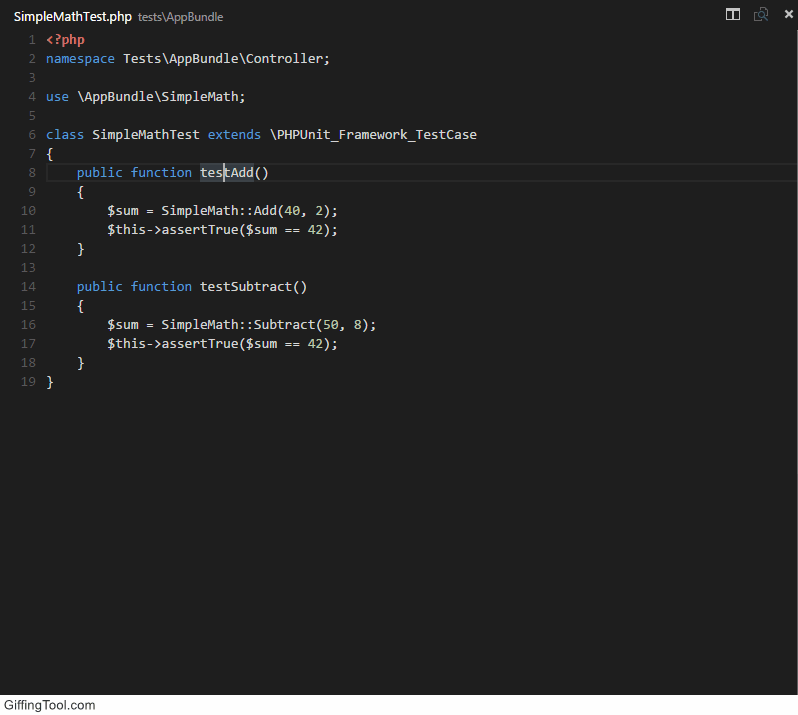 SimpleMathTest.php tests\AppBundle
1 <?php
2 namespace Tests\AppBundle\Controller;
3
4 use \AppBundle\SimpleMath;
5
6 class SimpleMathTest extends \PHPUnit_Framework_TestCase
7 {
8     public function testAdd()
9     {
10         $sum = SimpleMath::Add(40, 2);
11         $this->assertTrue($sum == 42);
12     }
13
14     public function testSubtract()
15     {
16         $sum = SimpleMath::Subtract(50, 8);
17         $this->assertTrue($sum == 42);
18     }
19 }
GiffingTool.com